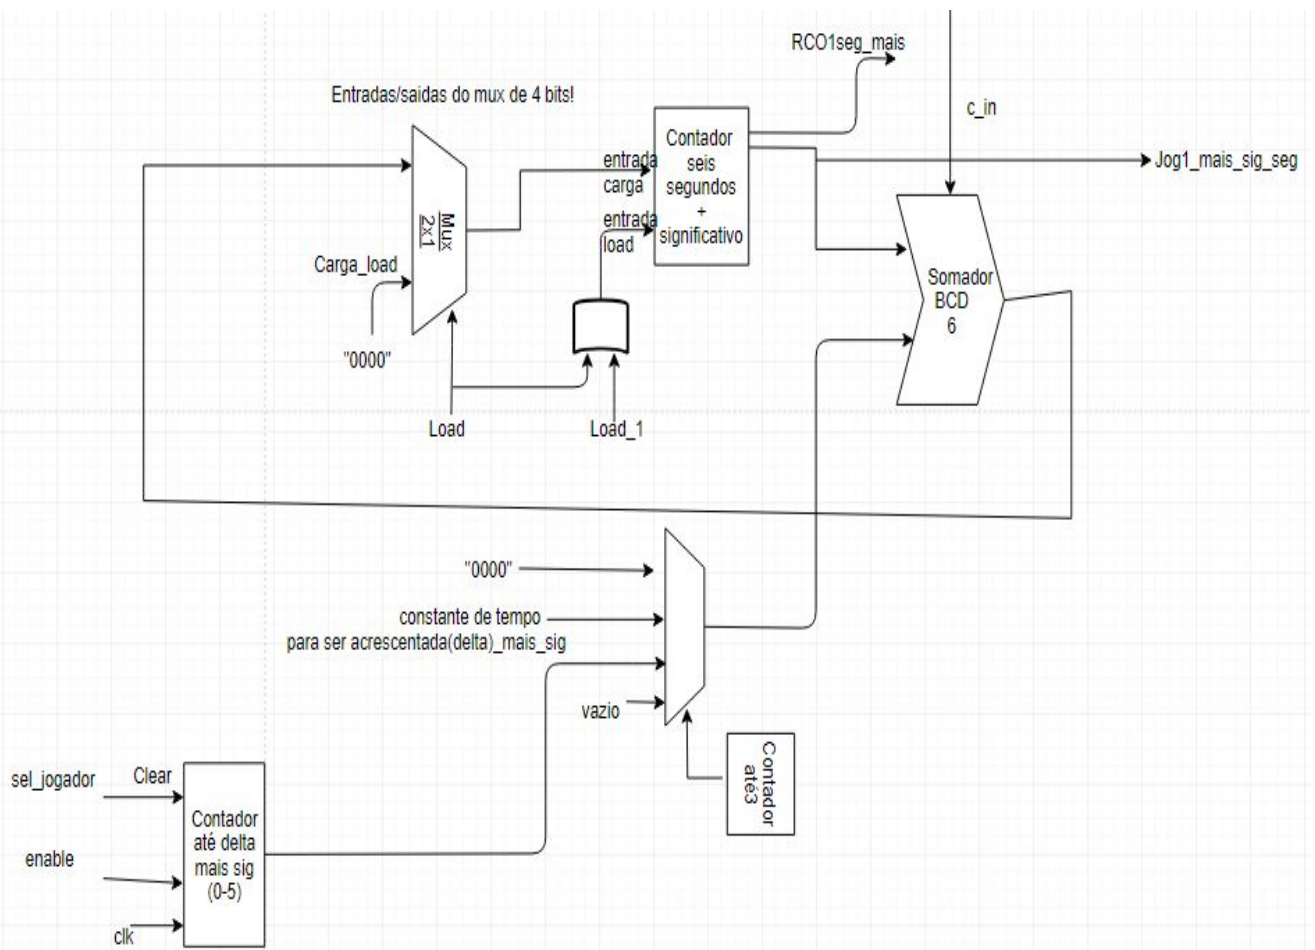 RCO1seg_mais
Entradas/saidas do mux de 4 bits!
c_in
Contador
seis
segundos
+
significativo
entrada
carga
entrada
load
Jog1_mais_sig_seg
Mux
2x1
Carga_load
"0000"
Somador
BCD
6
Load
Load_1
"0000"
constante de tempo
para ser acrescentada(delta)_mais_sig
vazio
Contador
até3
sel_jogador
Clear
Contador
até delta
mais sig
(0-5)
enable
clk